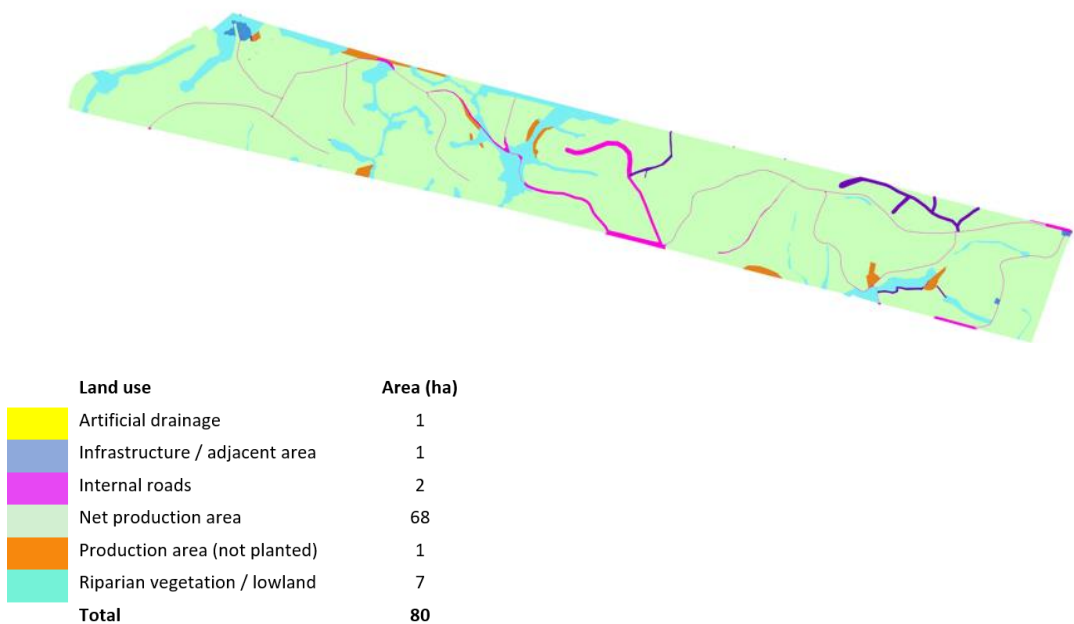 Land use Area (ha)
Artificial drainage 1
Infrastructure / adjacent area 1
Internal roads 2
Net production area 68
Production area (not planted) 1
Riparian vegetation / lowland 7
Total 80